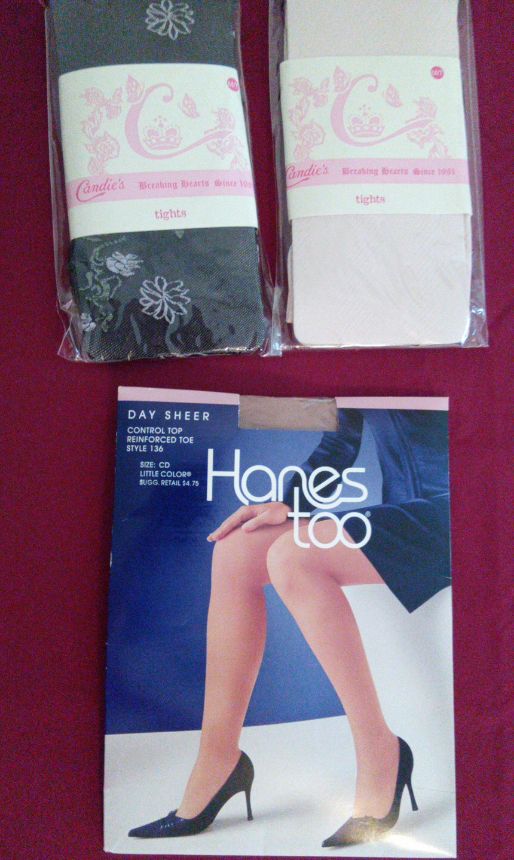 Candie's Breaking Hearts Since
tights
Candie's Breaking Hearts Since 1981
tights
DAY SHEER
CONTROL TOP
REINFORCED TOE
STYLE 136
SIZE: CD
LITTLE COLOR®
SUGG. RETAIL $4.75
Hanes
too®